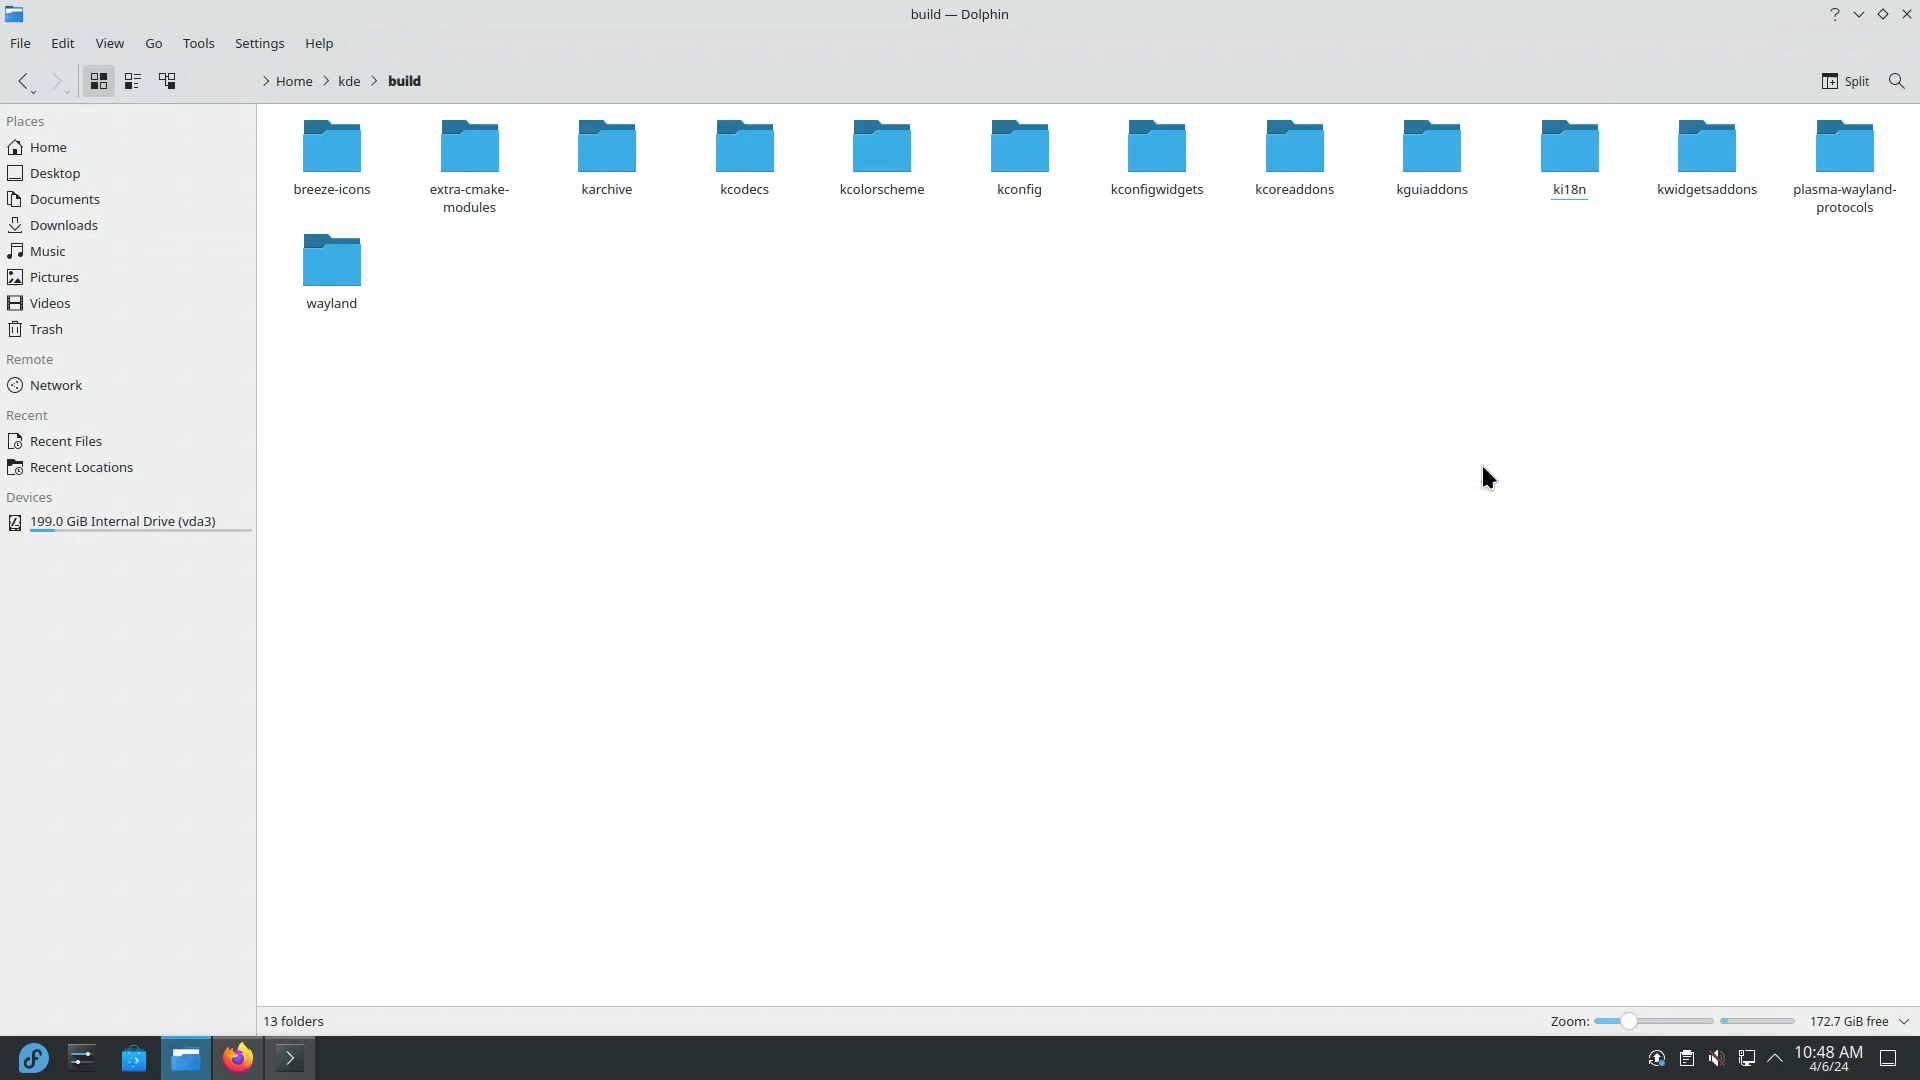 build — Dolphin
File Edit View Go Tools Settings Help
Home kde build
Split
Places
Home
Desktop
Documents
Downloads
Music
Pictures
Videos
Trash
Remote
Network
Recent
Recent Files
Recent Locations
Devices
199.0 GiB Internal Drive (vda3)
breeze-icons
extra-cmake-
modules
karchive
kcodecs
kcolorscheme
kconfig
kconfigwidgets
kcoreaddons
kguiaddons
ki18n
kwidgetsaddons
plasma-wayland-
protocols
wayland
13 folders
Zoom:
172.7 GiB free
10:48 AM
4/6/24